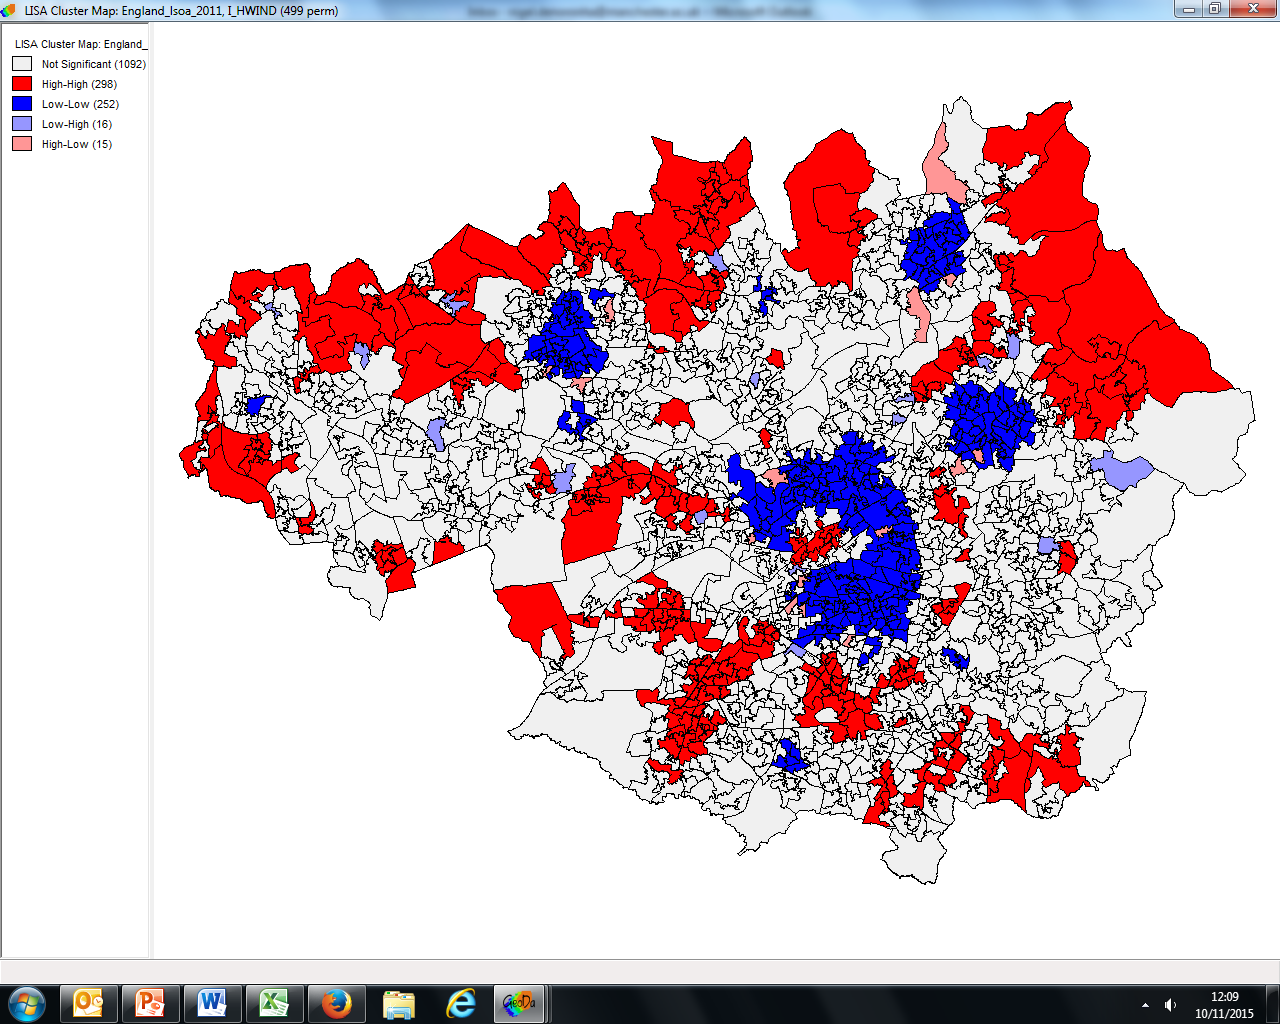 LISA Cluster Map: England_lsoa_2011, I_HWIND (499 perm)
LISA Cluster Map: England_
Not Significant (1092)
High-High (298)
Low-Low (252)
Low-High (16)
High-Low (15)
GeoDa
12:09
10/11/2015